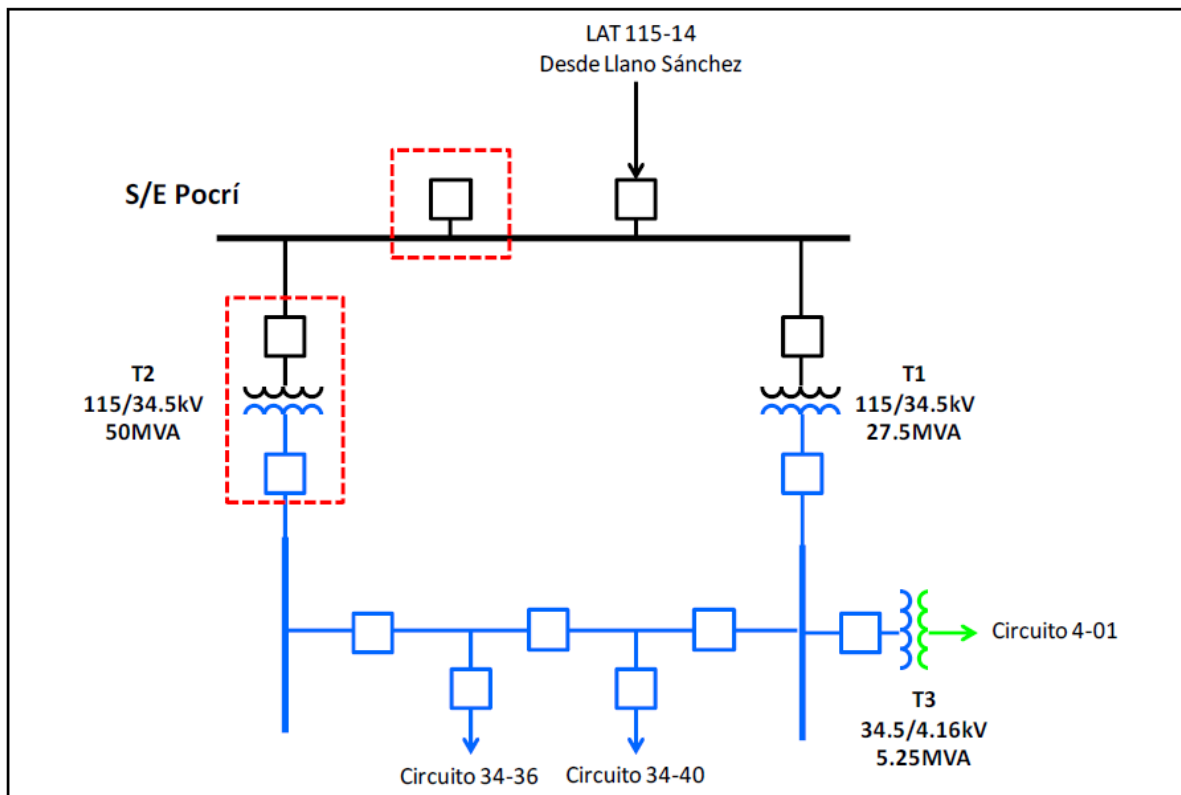 LAT 115-14
Desde Llano Sánchez
S/E Pocrí
T2
115/34.5kV
50MVA
T1
115/34.5kV
27.5MVA
Circuito 4-01
T3
34.5/4.16kV
5.25MVA
Circuito 34-36
Circuito 34-40